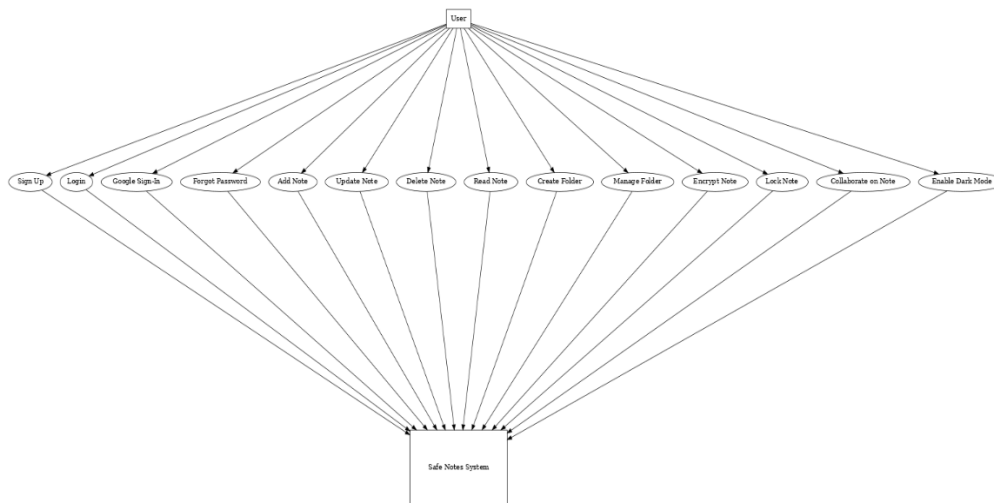 User
Sign Up
Login
Google Sign-In
Forgot Password
Add Note
Update Note
Delete Note
Read Note
Create Folder
Manage Folder
Encrypt Note
Lock Note
Collaborate on Note
Enable Dark Mode
Safe Notes System